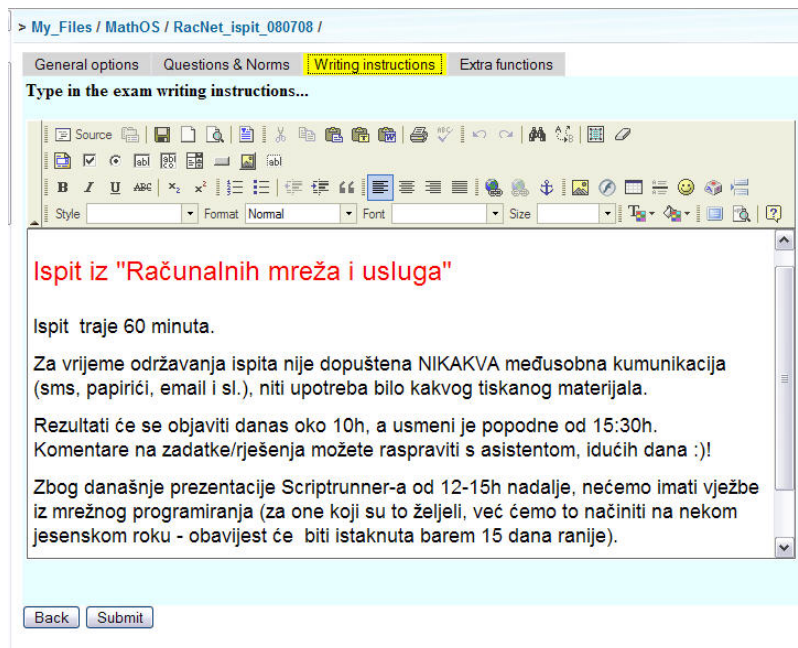 > My_Files / MathOS / RacNet_ispit_080708 /
General options Questions & Norms Writing instructions Extra functions
Type in the exam writing instructions...
Source
B I U ABC x₂ x²
Style Format Normal Font Size
Ispit iz "Računalnih mreža i usluga"
Ispit traje 60 minuta.
Za vrijeme održavanja ispita nije dopuštena NIKAKVA međusobna kumunikacija
(sms, papirići, email i sl.), niti upotreba bilo kakvog tiskanog materijala.
Rezultati će se objaviti danas oko 10h, a usmeni je popodne od 15:30h.
Komentare na zadatke/rješenja možete raspraviti s asistentom, idućih dana :)!
Zbog današnje prezentacije Scriptrunner-a od 12-15h nadalje, nećemo imati vježbe
iz mrežnog programiranja (za one koji su to željeli, već ćemo to načiniti na nekom
jesenskom roku - obavijest će biti istaknuta barem 15 dana ranije).
Back Submit